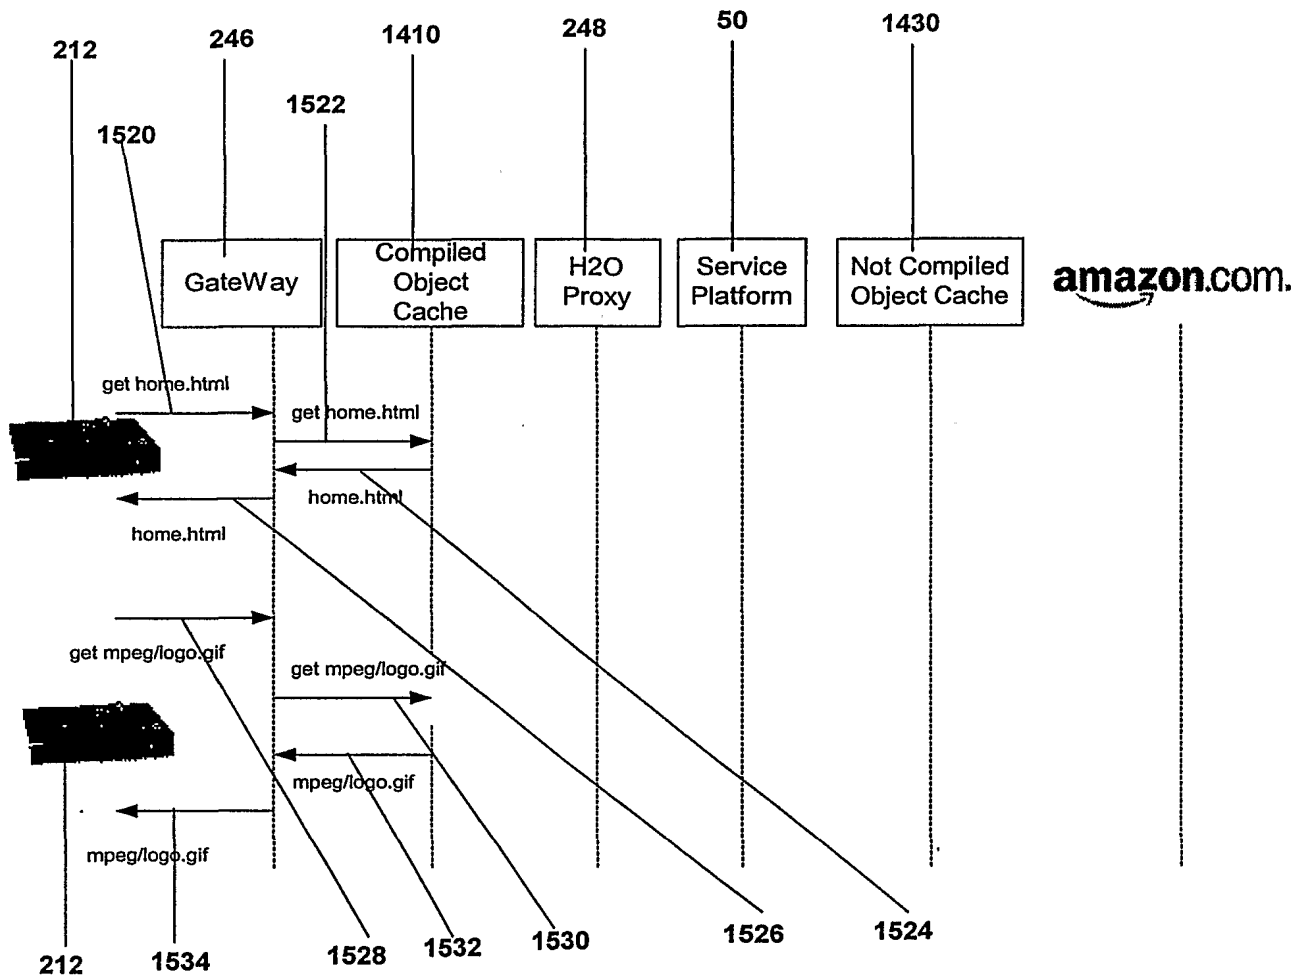 50
1430
212
246
1410
248
1522
1520
GateWay
Compiled
Object
Cache
H2O
Proxy
Service
Platform
Not Compiled
Object Cache
amazon.com.
get home.html
get home.html
home.html
home.html
get mpeg/logo.gif
get mpeg/logo.gif
mpeg/logo.gif
mpeg/logo.gif
212
1534
1528
1532
1530
1526
1524